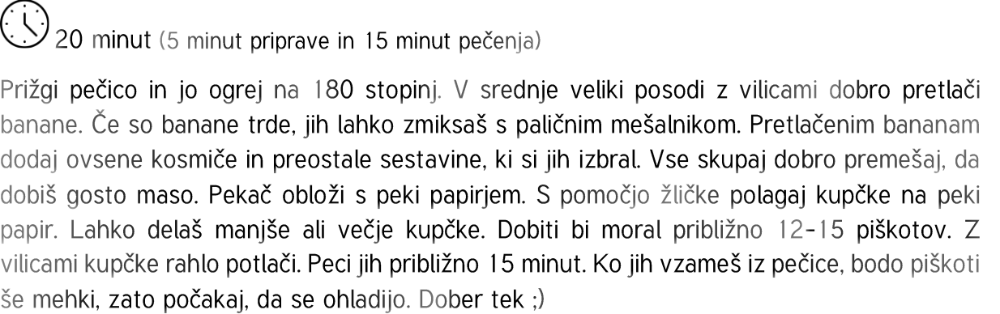 20 minut (5 minut priprave in 15 minut pečenja)
Prižgi pečico in jo ogrej na 180 stopinj. V srednje veliki posodi z vilicami dobro pretlači
banane. Če so banane trde, jih lahko zmiksaš s paličnim mešalnikom. Pretlačenim bananam
dodaj ovsene kosmiče in preostale sestavine, ki si jih izbral. Vse skupaj dobro premešaj, da
dobiš gosto maso. Pekač obloži s peki papirjem. S pomočjo žličke polagaj kupčke na peki
papir. Lahko delaš manjše ali večje kupčke. Dobiti bi moral približno 12-15 piškotov. Z
vilicami kupčke rahlo potlači. Peci jih približno 15 minut. Ko jih vzameš iz pečice, bodo piškoti
še mehki, zato počakaj, da se ohladijo. Dober tek ;)